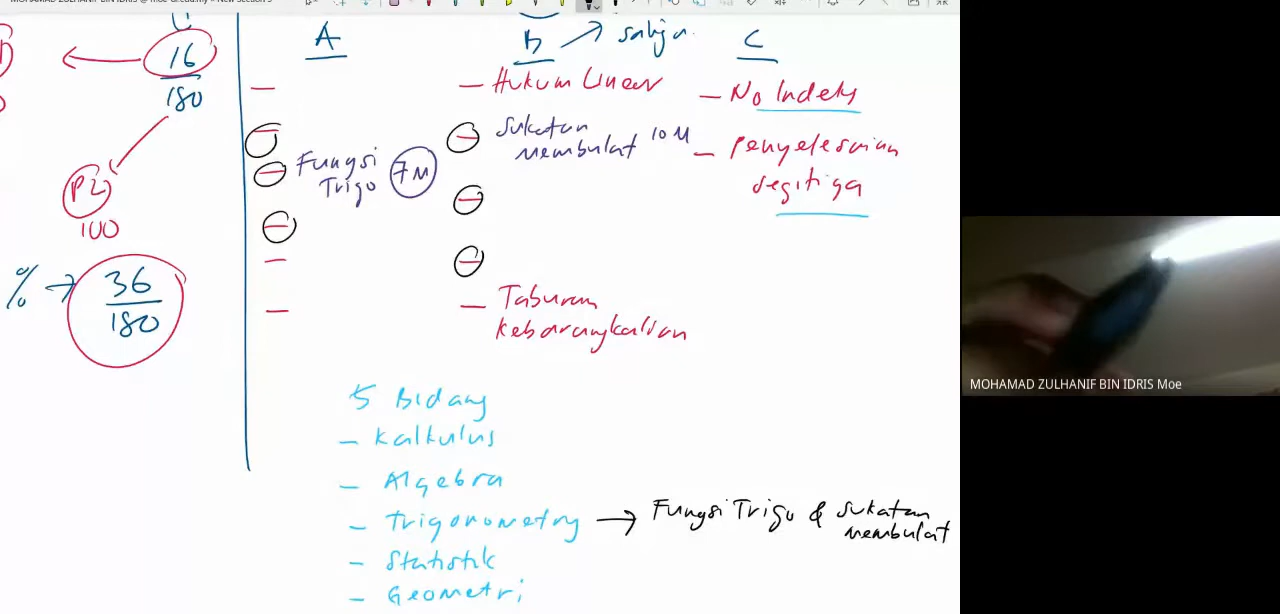 16
180
P2
100
% → 36
180
A
Fungsi
Trigo 7M
B → sahja.
- Hukum Linear
Sukatan
membulat 10M
- Taburan
kebarangkalian
C
- No Indeks
- Penyelesaian
segitiga
5 Bidang
- Kalkulus
- Algebra
- Trigonometry → Fungsi Trigo & Sukatan
membulat
- Statistik
- Geometri
MOHAMAD ZULHANIF BIN IDRIS Moe